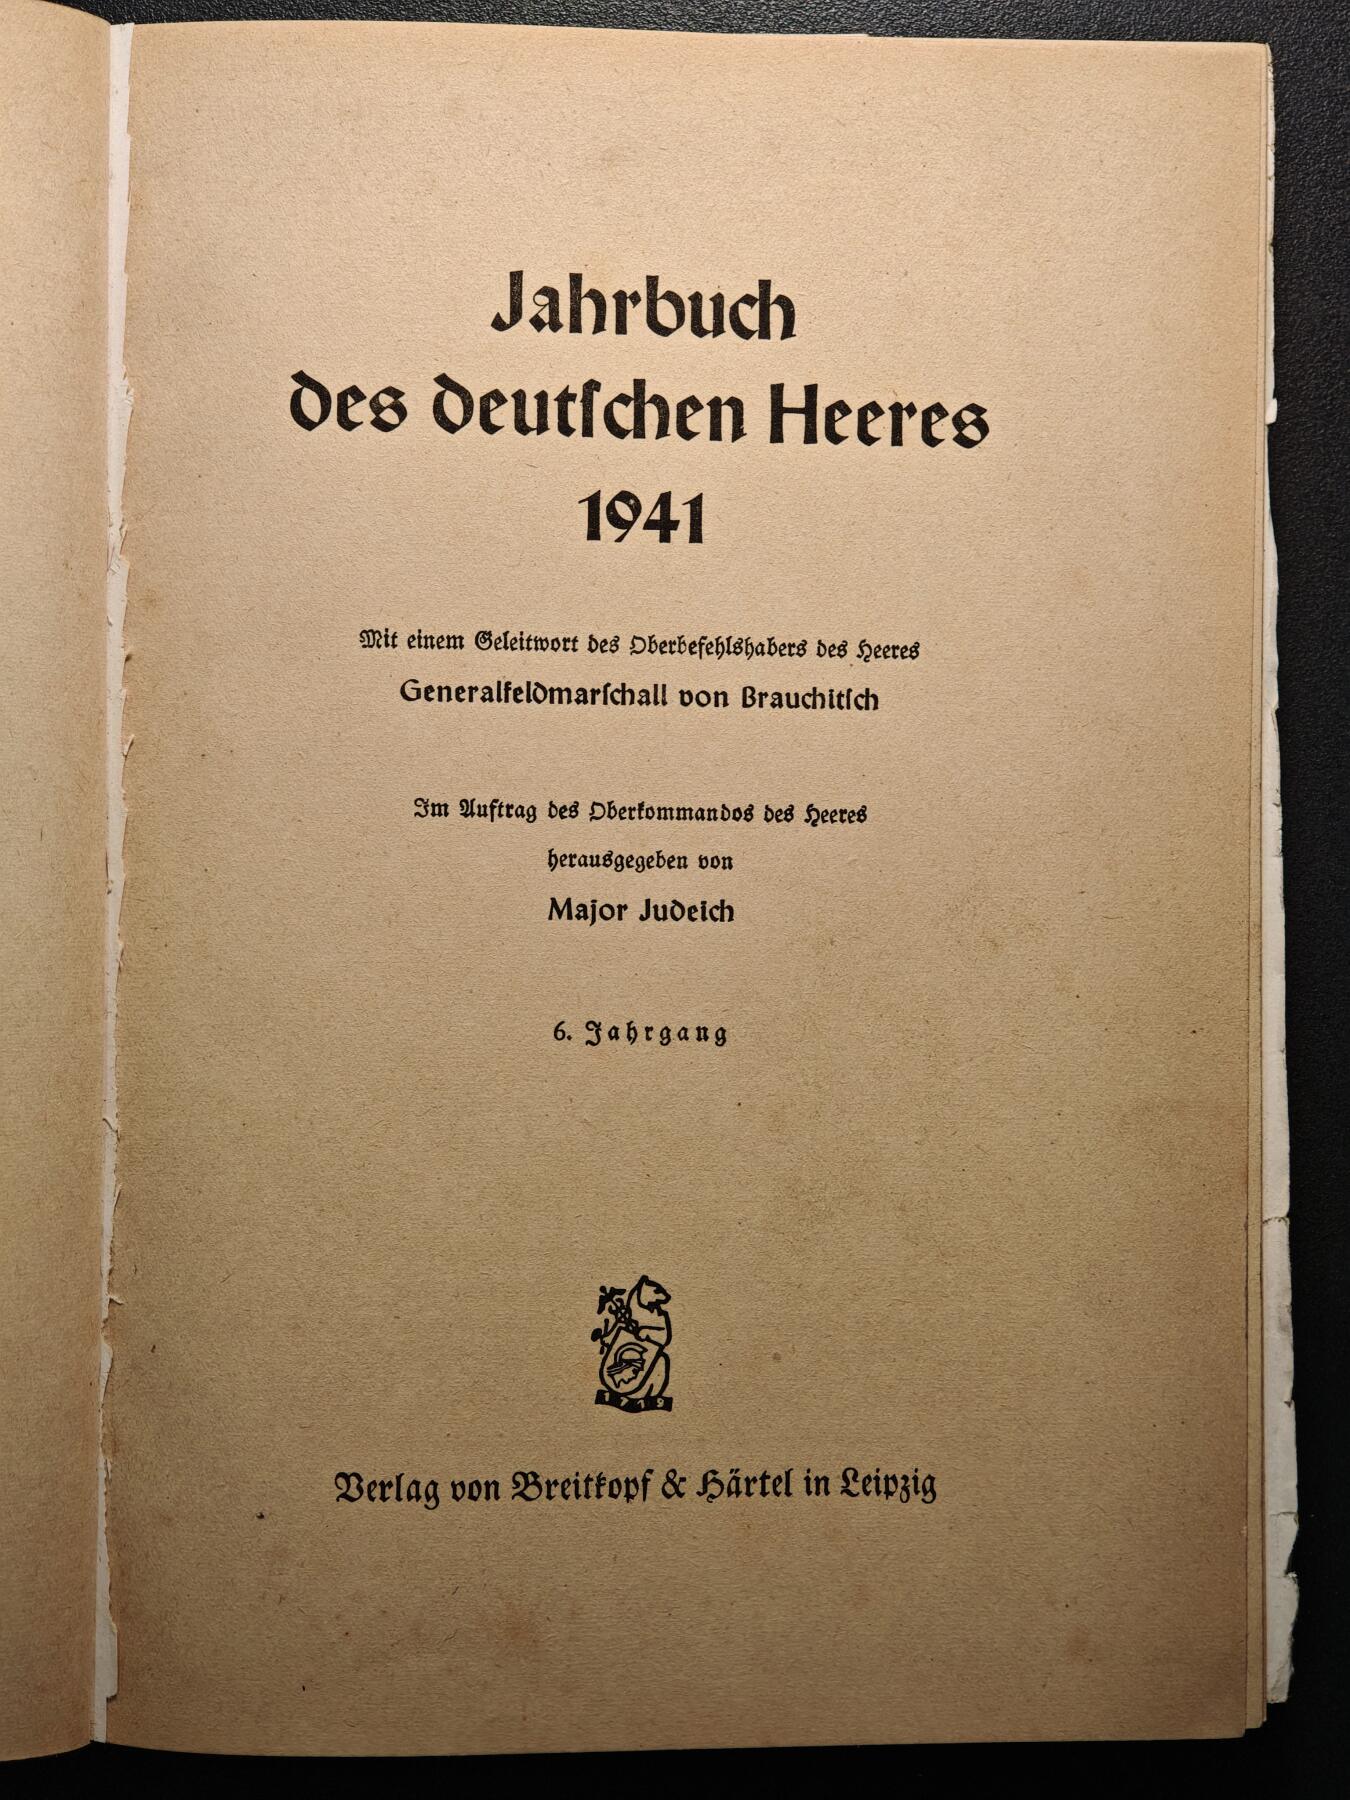 Jahrbuch
des deutſchen Heeres
1941
Mit einem Geleitwort des Oberbefehlshabers des Heeres
Generalfeldmarſchall von Brauchitſch
Im Auftrag des Oberkommandos des Heeres
herausgegeben von
Major Judeich
6. Jahrgang
1719
Verlag von Breitkopf & Härtel in Leipzig